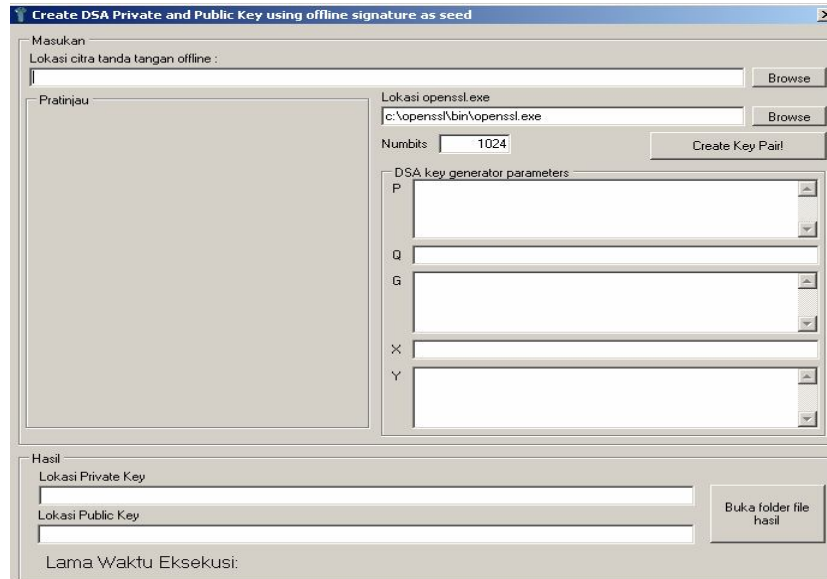 Create DSA Private and Public Key using offline signature as seed
Masukan
Lokasi citra tanda tangan offline :
Browse
Pratinjau
Lokasi openssl.exe
c:\openssl\bin\openssl.exe
Browse
Numbits 1024
Create Key Pair!
DSA key generator parameters
P
Q
G
X
Y
Hasil
Lokasi Private Key
Lokasi Public Key
Buka folder file
hasil
Lama Waktu Eksekusi: